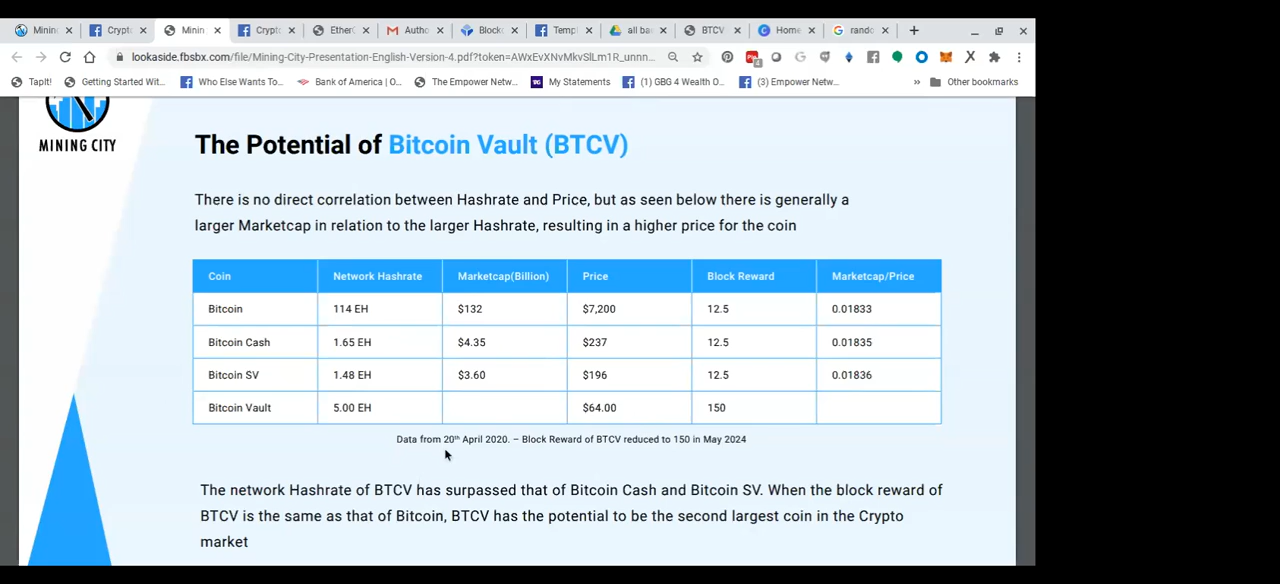 Mining
Crypt
Minin
Crypto
EtherC
Autho
Blocko
Temp
all ba
BTCV
Home
rando
lookaside.fbsbx.com/file/Mining-City-Presentation-English-Version-4.pdf?token=AWxEvXNvMkvSlLm1R_unnn...
Tapit!
Getting Started Wit...
Who Else Wants To...
Bank of America | O...
The Empower Netw...
My Statements
(1) GBG 4 Wealth O...
(3) Empower Netw...
»
Other bookmarks
MINING CITY
The Potential of Bitcoin Vault (BTCV)
There is no direct correlation between Hashrate and Price, but as seen below there is generally a
larger Marketcap in relation to the larger Hashrate, resulting in a higher price for the coin
Coin Network Hashrate Marketcap(Billion) Price Block Reward Marketcap/Price
Bitcoin 114 EH $132 $7,200 12.5 0.01833
Bitcoin Cash 1.65 EH $4.35 $237 12.5 0.01835
Bitcoin SV 1.48 EH $3.60 $196 12.5 0.01836
Bitcoin Vault 5.00 EH $64.00 150
Data from 20th April 2020. – Block Reward of BTCV reduced to 150 in May 2024
The network Hashrate of BTCV has surpassed that of Bitcoin Cash and Bitcoin SV. When the block reward of
BTCV is the same as that of Bitcoin, BTCV has the potential to be the second largest coin in the Crypto
market